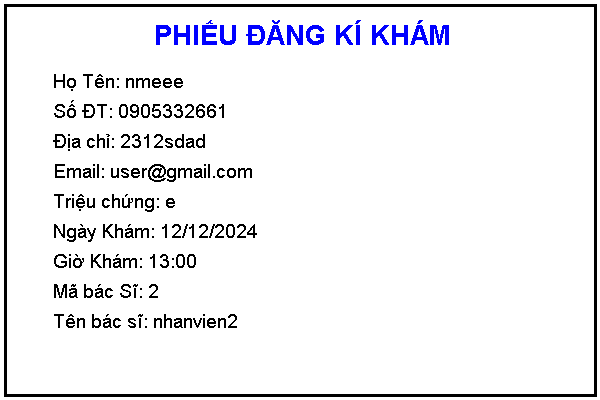 PHIẾU ĐĂNG KÍ KHÁM
Họ Tên: nmeee
Số ĐT: 0905332661
Địa chỉ: 2312sdad
Email: user@gmail.com
Triệu chứng: e
Ngày Khám: 12/12/2024
Giờ Khám: 13:00
Mã bác Sĩ: 2
Tên bác sĩ: nhanvien2